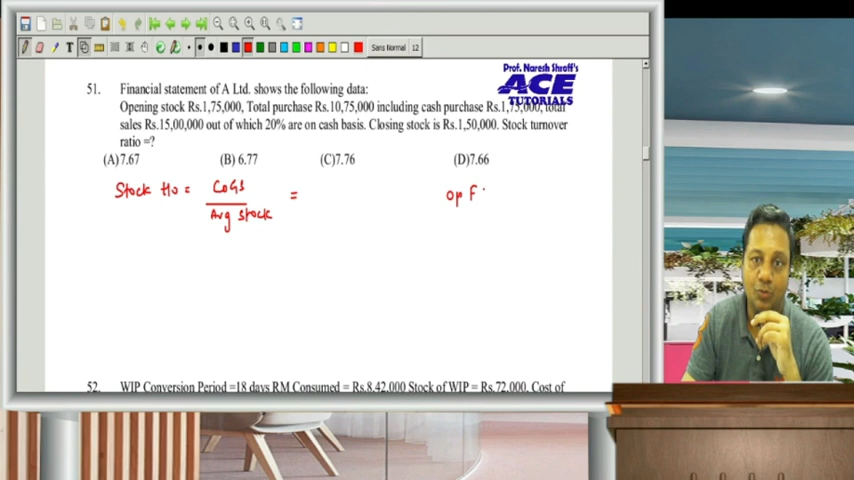 Sans Normal 12
Prof. Naresh Shroff's
ACE
TUTORIALS
51. Financial statement of A Ltd. shows the following data:
Opening stock Rs.1,75,000, Total purchase Rs.10,75,000 including cash purchase Rs.1,75,000, total
sales Rs.15,00,000 out of which 20% are on cash basis. Closing stock is Rs.1,50,000. Stock turnover
ratio =?
(A)7.67 (B) 6.77 (C)7.76 (D)7.66
Stock t/o = COGS =
Avg stock
op F
52. WIP Conversion Period =18 days RM Consumed = Rs.8,42,000 Stock of WIP = Rs.72,000, Cost of